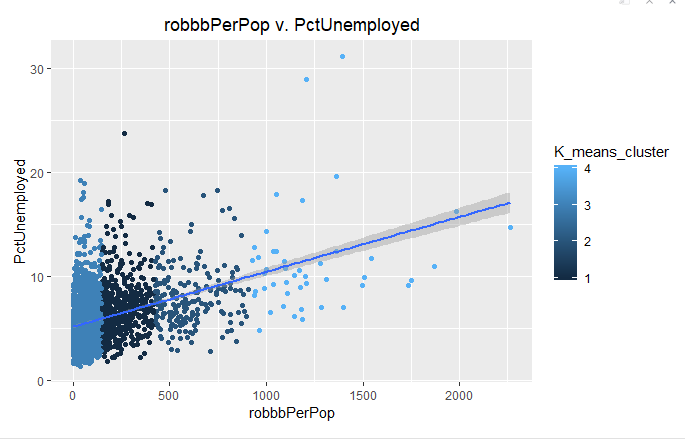 robbbPerPop v. PctUnemployed
30
20
10
0
PctUnemployed
0 500 1000 1500 2000
robbbPerPop
K_means_cluster
4
3
2
1